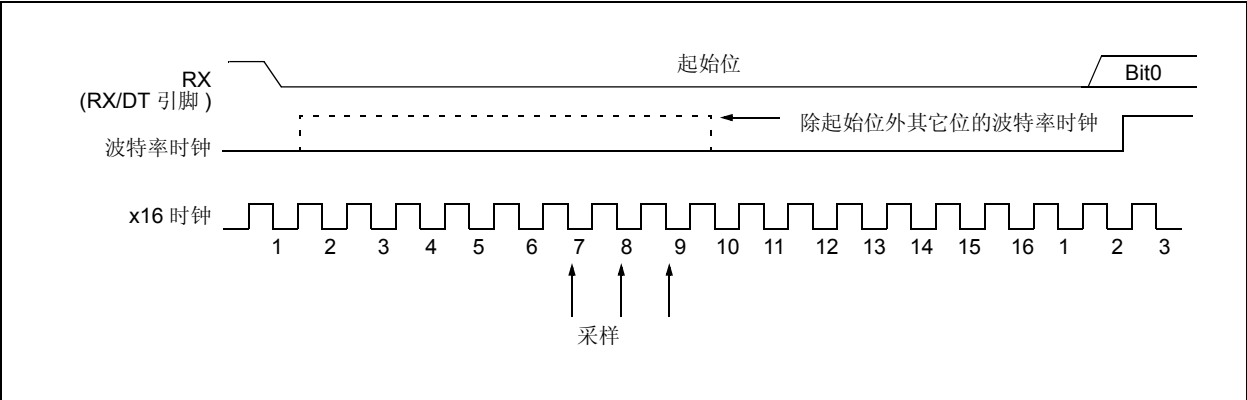 起始位
RX
(RX/DT 引脚 )
Bit0
除起始位外其它位的波特率时钟
波特率时钟
x16 时钟
1 2 3 4 5 6 7 8 9 10 11 12 13 14 15 16 1 2 3
采样